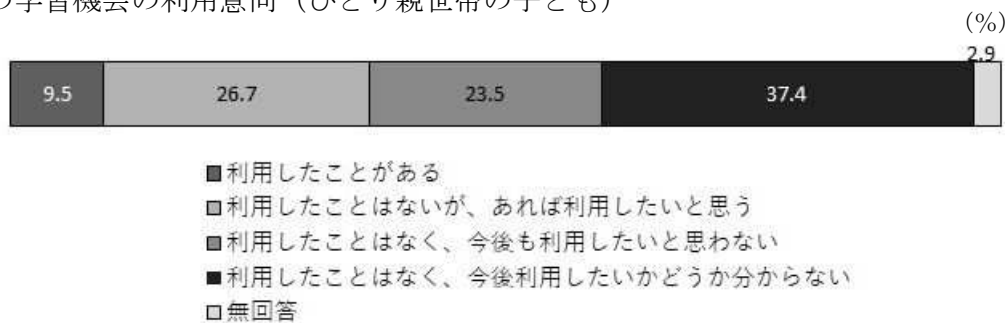 の学習機会の利用意向（ひとり親世帯の子ども）
(%)
2.9
9.5 26.7 23.5 37.4
■利用したことがある
□利用したことはないが、あれば利用したいと思う
■利用したことはなく、今後も利用したいと思わない
■利用したことはなく、今後利用したいかどうか分からない
□無回答